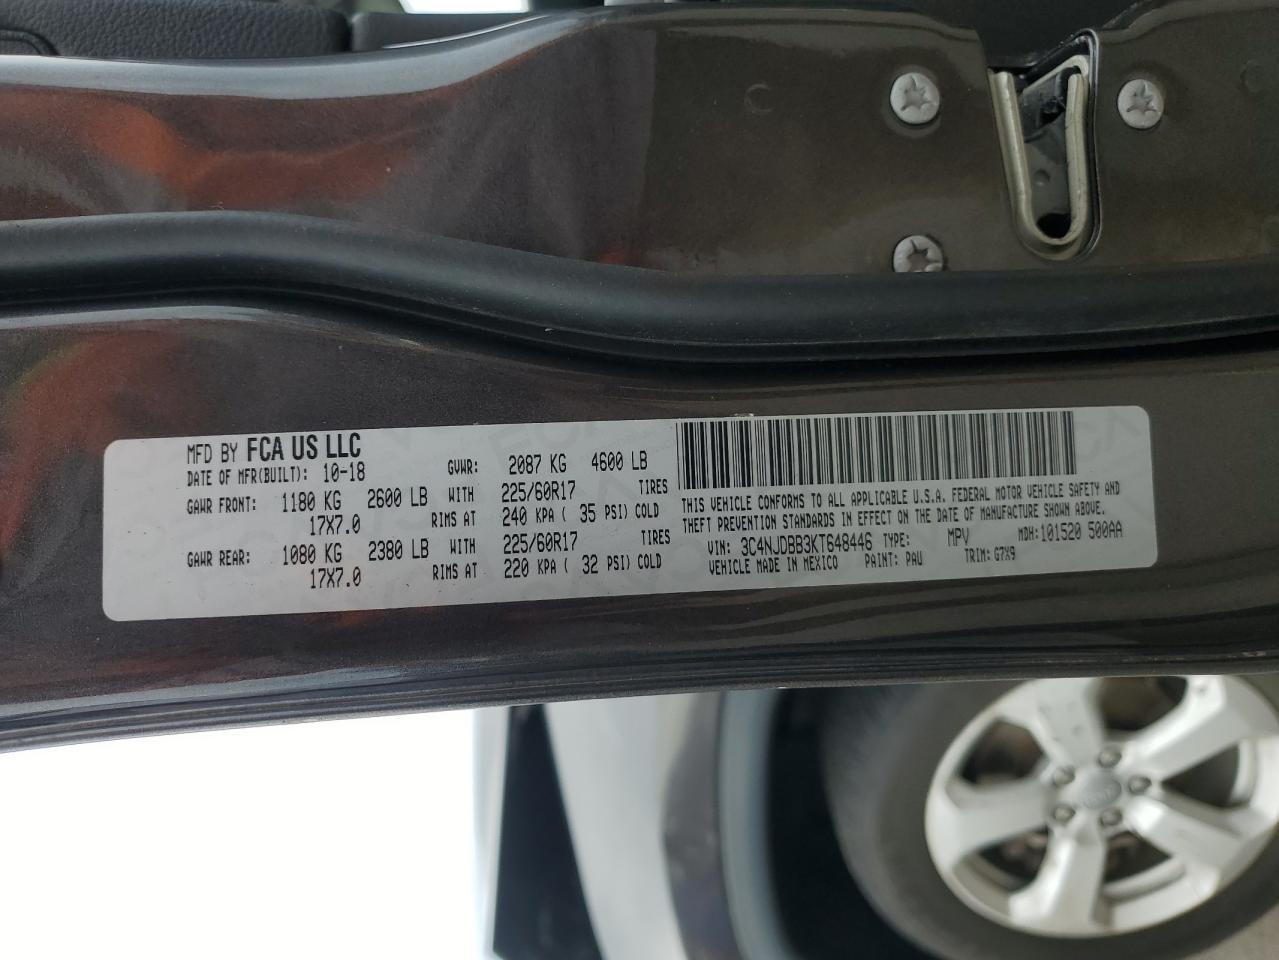 MFD BY FCA US LLC
DATE OF MFR(BUILT): 10-18 GVWR: 2087 KG 4600 LB
GAWR FRONT: 1180 KG 2600 LB WITH 225/60R17 TIRES
17X7.0 RIMS AT 240 KPA ( 35 PSI) COLD
GAWR REAR: 1080 KG 2380 LB WITH 225/60R17 TIRES
17X7.0 RIMS AT 220 KPA ( 32 PSI) COLD
THIS VEHICLE CONFORMS TO ALL APPLICABLE U.S.A. FEDERAL MOTOR VEHICLE SAFETY AND
THEFT PREVENTION STANDARDS IN EFFECT ON THE DATE OF MANUFACTURE SHOWN ABOVE.
VIN: 3C4NJDBB3KT648446 TYPE: MPV MDH:101520 500AA
VEHICLE MADE IN MEXICO PAINT: PAU TRIM: G7X9